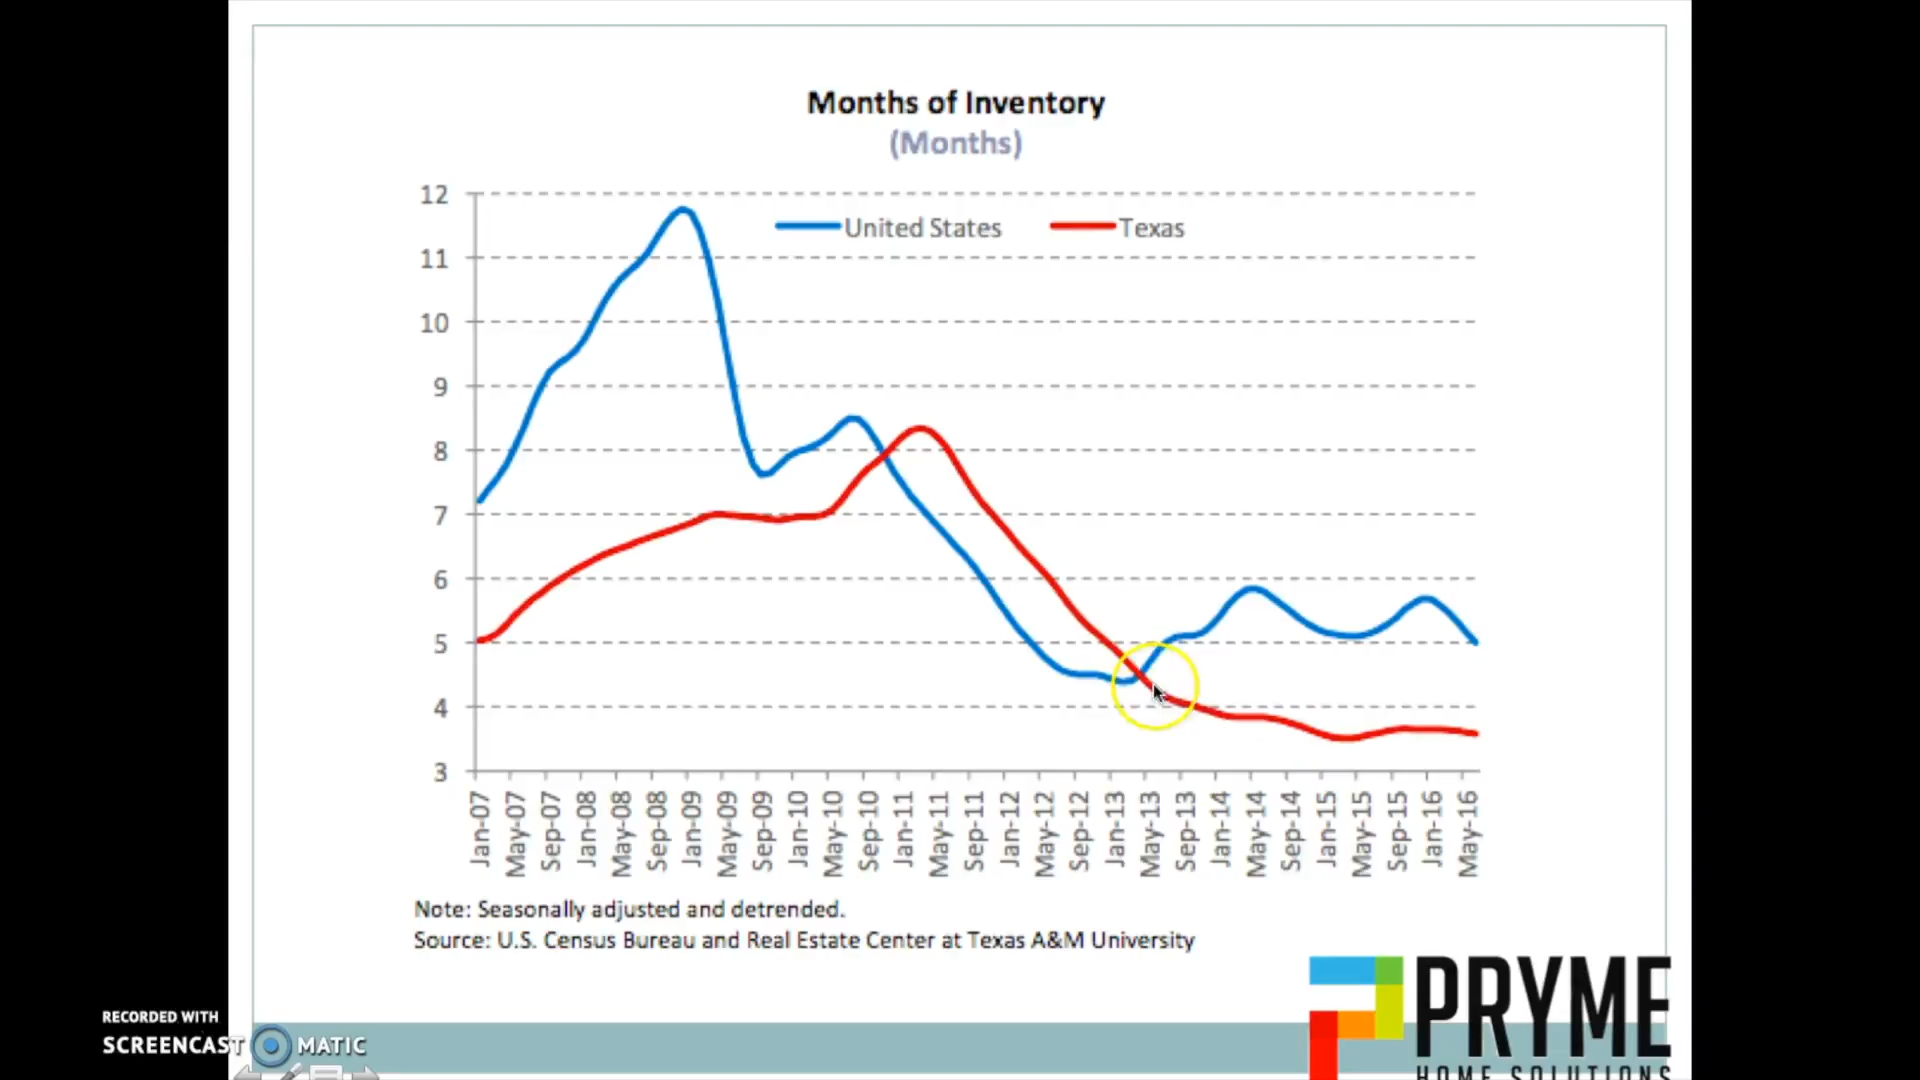 Months of Inventory
(Months)
United States
Texas
12
11
10
9
8
7
6
5
4
3
Jan-07
May-07
Sep-07
Jan-08
May-08
Sep-08
Jan-09
May-09
Sep-09
Jan-10
May-10
Sep-10
Jan-11
May-11
Sep-11
Jan-12
May-12
Sep-12
Jan-13
May-13
Sep-13
Jan-14
May-14
Sep-14
Jan-15
May-15
Sep-15
Jan-16
May-16
Note: Seasonally adjusted and detrended.
Source: U.S. Census Bureau and Real Estate Center at Texas A&M University
PRYME
HOME SOLUTIONS
RECORDED WITH
SCREENCAST MATIC